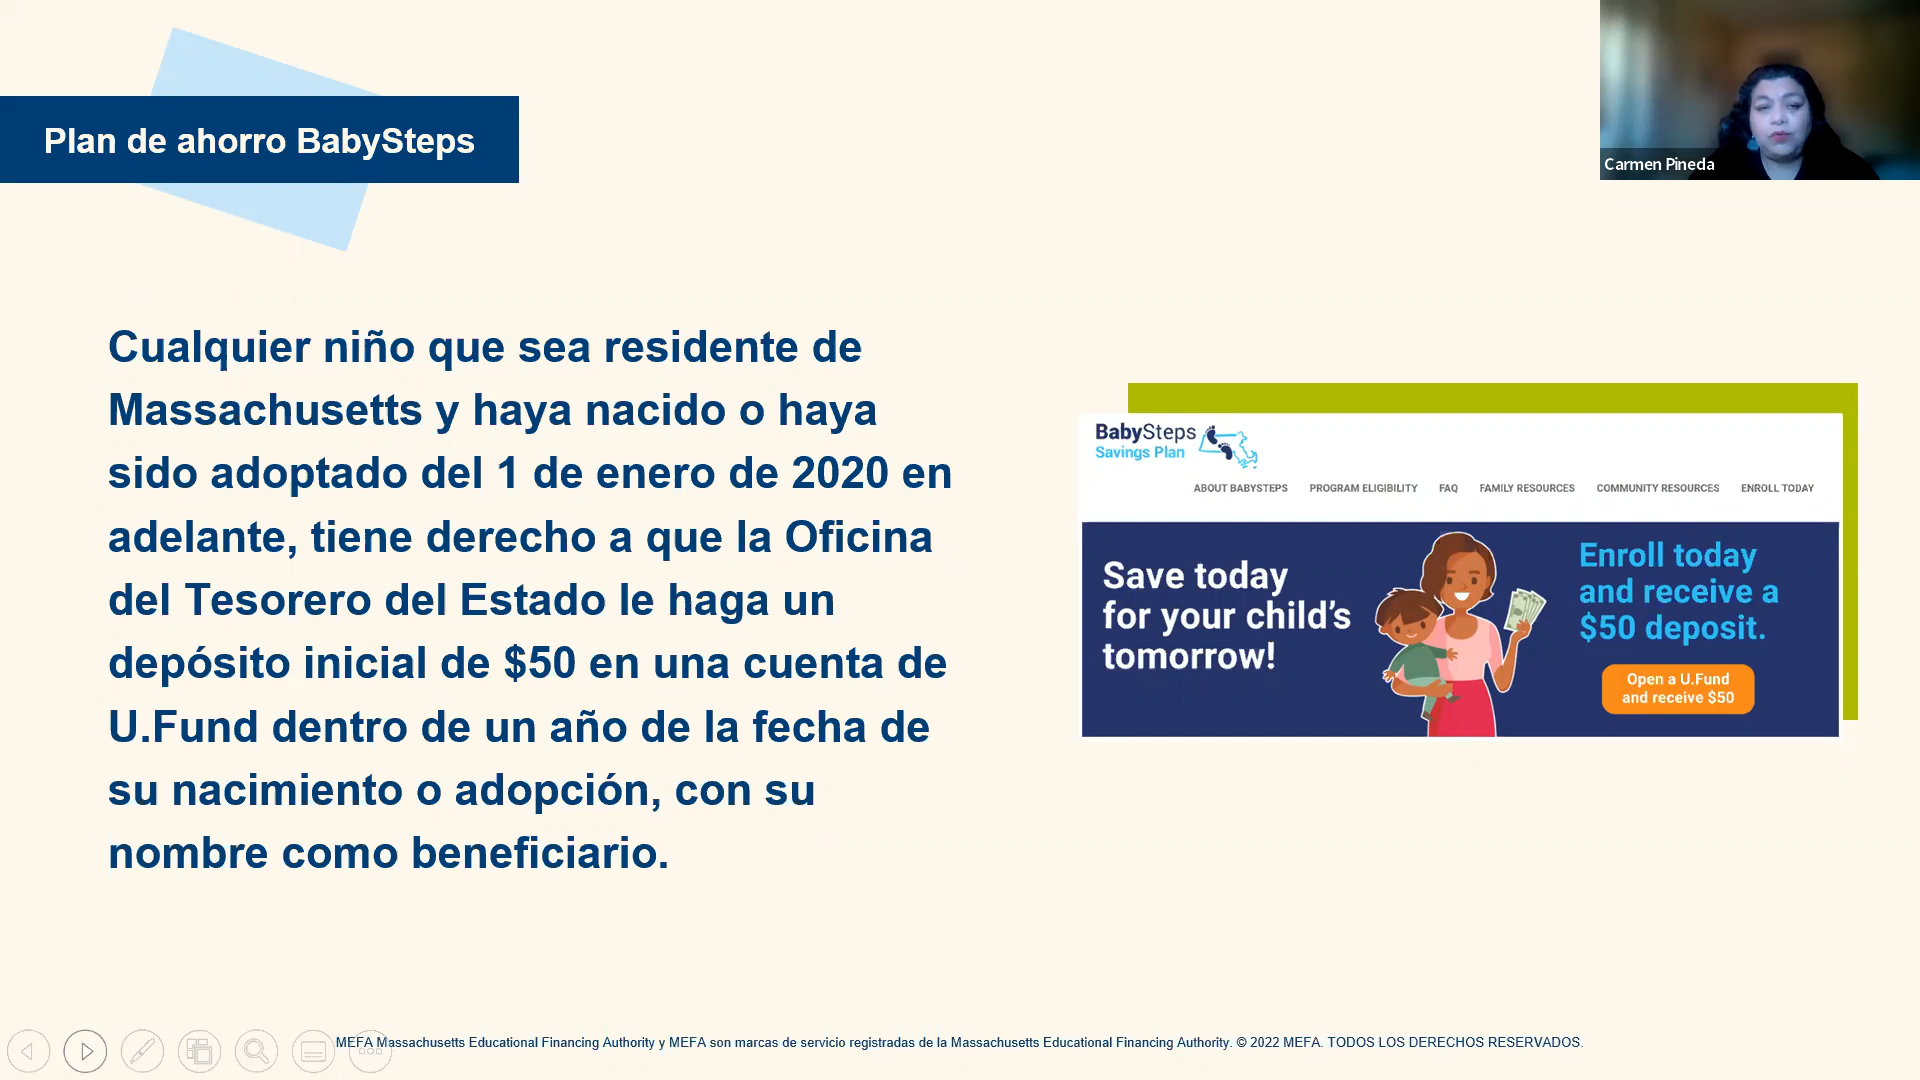 Plan de ahorro BabySteps
Carmen Pineda
Cualquier niño que sea residente de
Massachusetts y haya nacido o haya
sido adoptado del 1 de enero de 2020 en
adelante, tiene derecho a que la Oficina
del Tesorero del Estado le haga un
depósito inicial de $50 en una cuenta de
U.Fund dentro de un año de la fecha de
su nacimiento o adopción, con su
nombre como beneficiario.
BabySteps
Savings Plan
ABOUT BABYSTEPS PROGRAM ELIGIBILITY FAQ FAMILY RESOURCES COMMUNITY RESOURCES ENROLL TODAY
Save today
for your child's
tomorrow!
Enroll today
and receive a
$50 deposit.
Open a U.Fund
and receive $50
MEFA Massachusetts Educational Financing Authority y MEFA son marcas de servicio registradas de la Massachusetts Educational Financing Authority. © 2022 MEFA. TODOS LOS DERECHOS RESERVADOS.